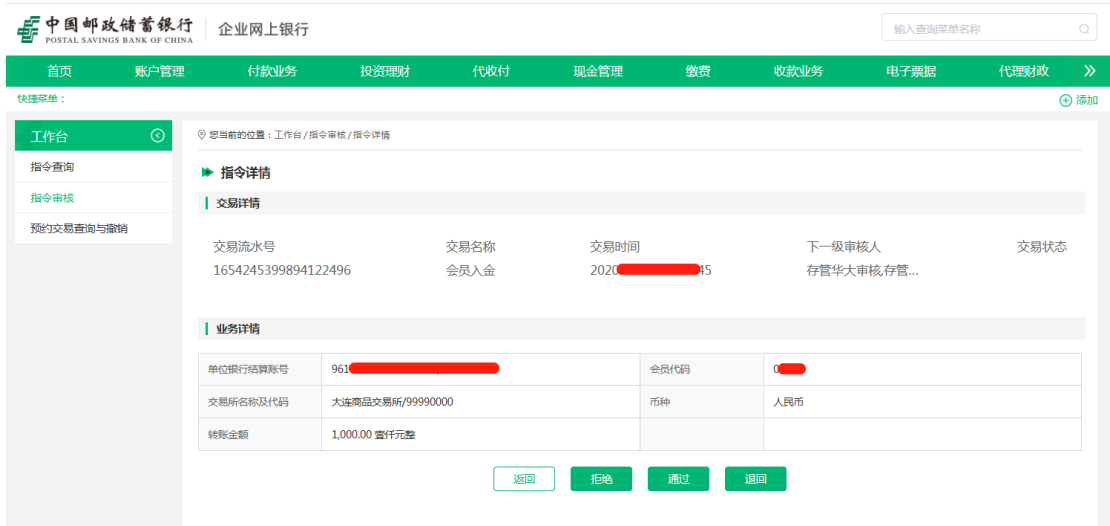 中国邮政储蓄银行 企业网上银行
POSTAL SAVINGS BANK OF CHINA
输入查询菜单名称
首页 账户管理 付款业务 投资理财 代收付 现金管理 缴费 收款业务 电子票据 代理财政
快捷菜单：
添加
工作台
指令查询
指令审核
预约交易查询与撤销
您当前的位置：工作台/指令审核/指令详情
指令详情
交易详情
交易流水号 交易名称 交易时间 下一级审核人 交易状态
1654245399894122496 会员入金 2020 45 存管华大审核,存管...
业务详情
单位银行结算账号 961 会员代码 0
交易所名称及代码 大连商品交易所/99990000 币种 人民币
转账金额 1,000.00 壹仟元整
返回 拒绝 通过 退回